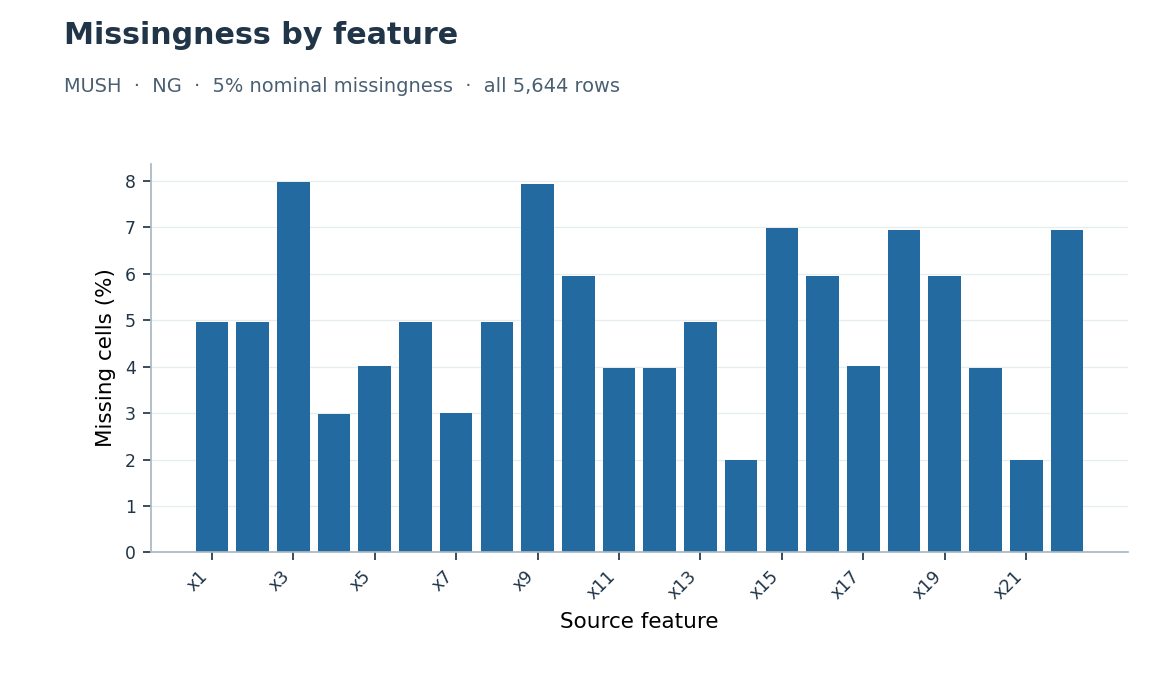 Missingness by feature
MUSH · NG · 5% nominal missingness · all 5,644 rows
Missing cells (%)
8
7
6
5
4
3
2
1
0
x1 x3 x5 x7 x9 x11 x13 x15 x17 x19 x21
Source feature